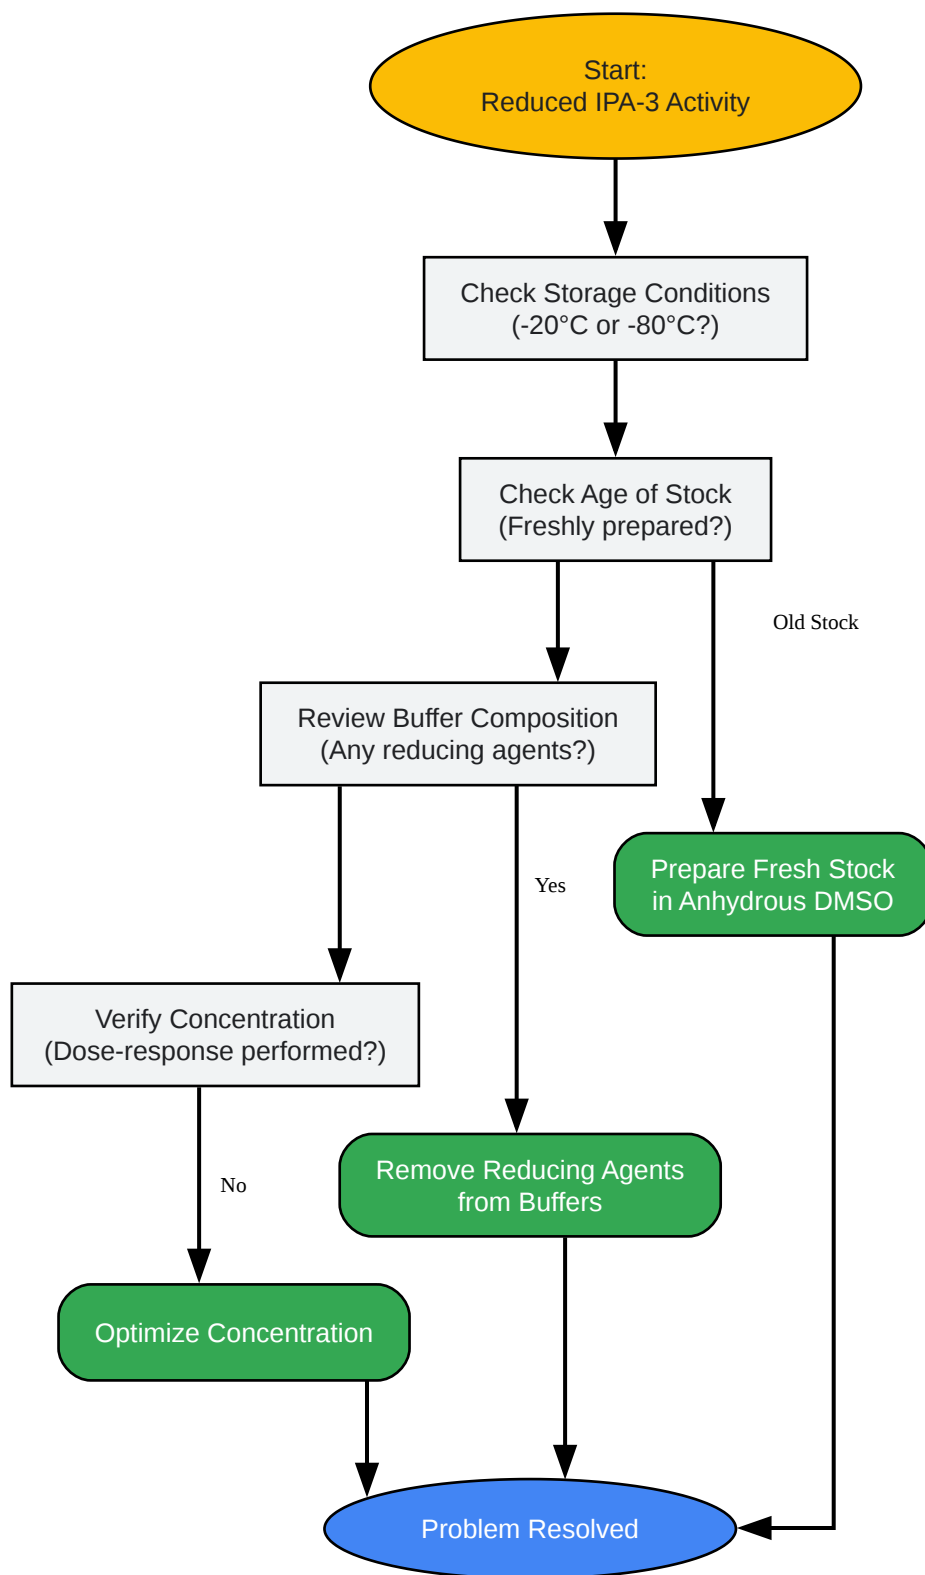 Start:
Reduced IPA-3 Activity
Check Storage Conditions
(-20°C or -80°C?)
Check Age of Stock
(Freshly prepared?)
Old Stock
Review Buffer Composition
(Any reducing agents?)
Prepare Fresh Stock
in Anhydrous DMSO
Yes
Verify Concentration
(Dose-response performed?)
Remove Reducing Agents
from Buffers
No
Optimize Concentration
Problem Resolved